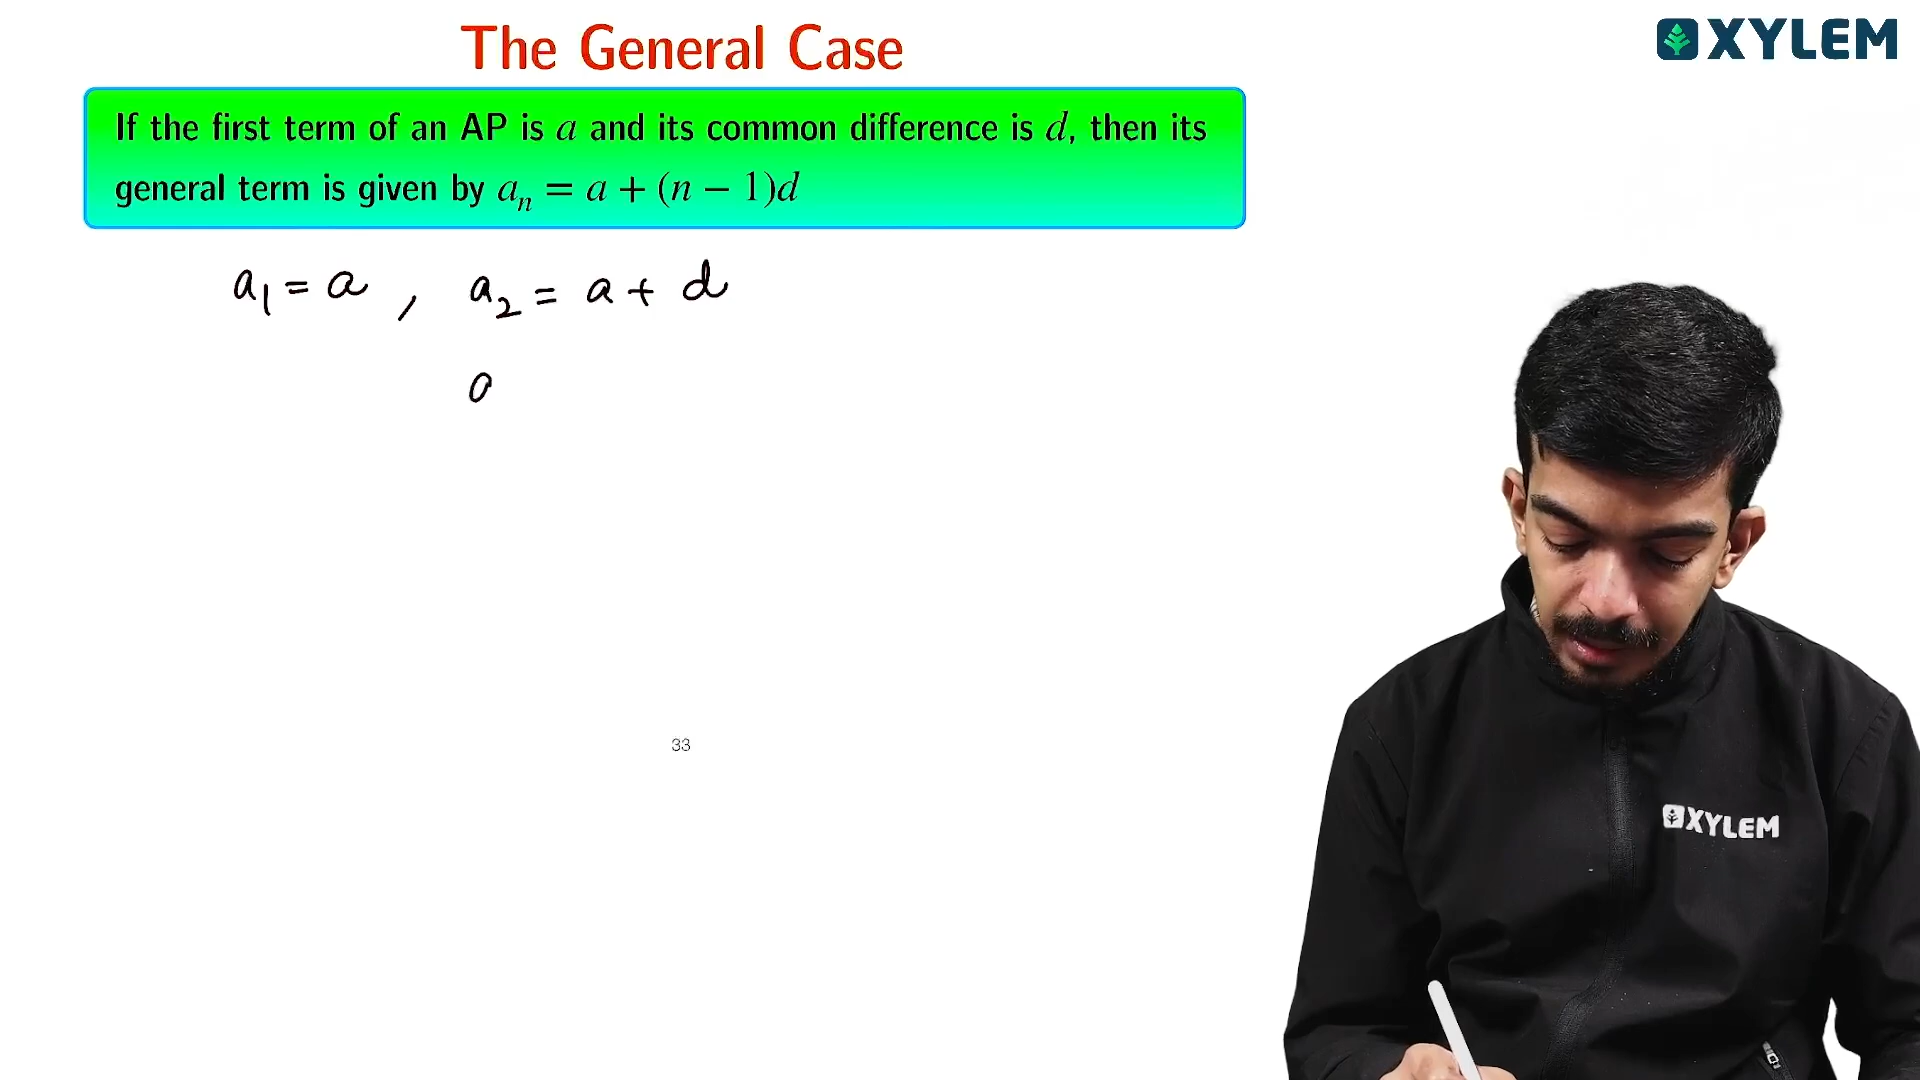 The General Case
XYLEM
If the first term of an AP is a and its common difference is d, then its
general term is given by aₙ = a + (n − 1)d
a₁ = a , a₂ = a + d
a
33
XYLEM